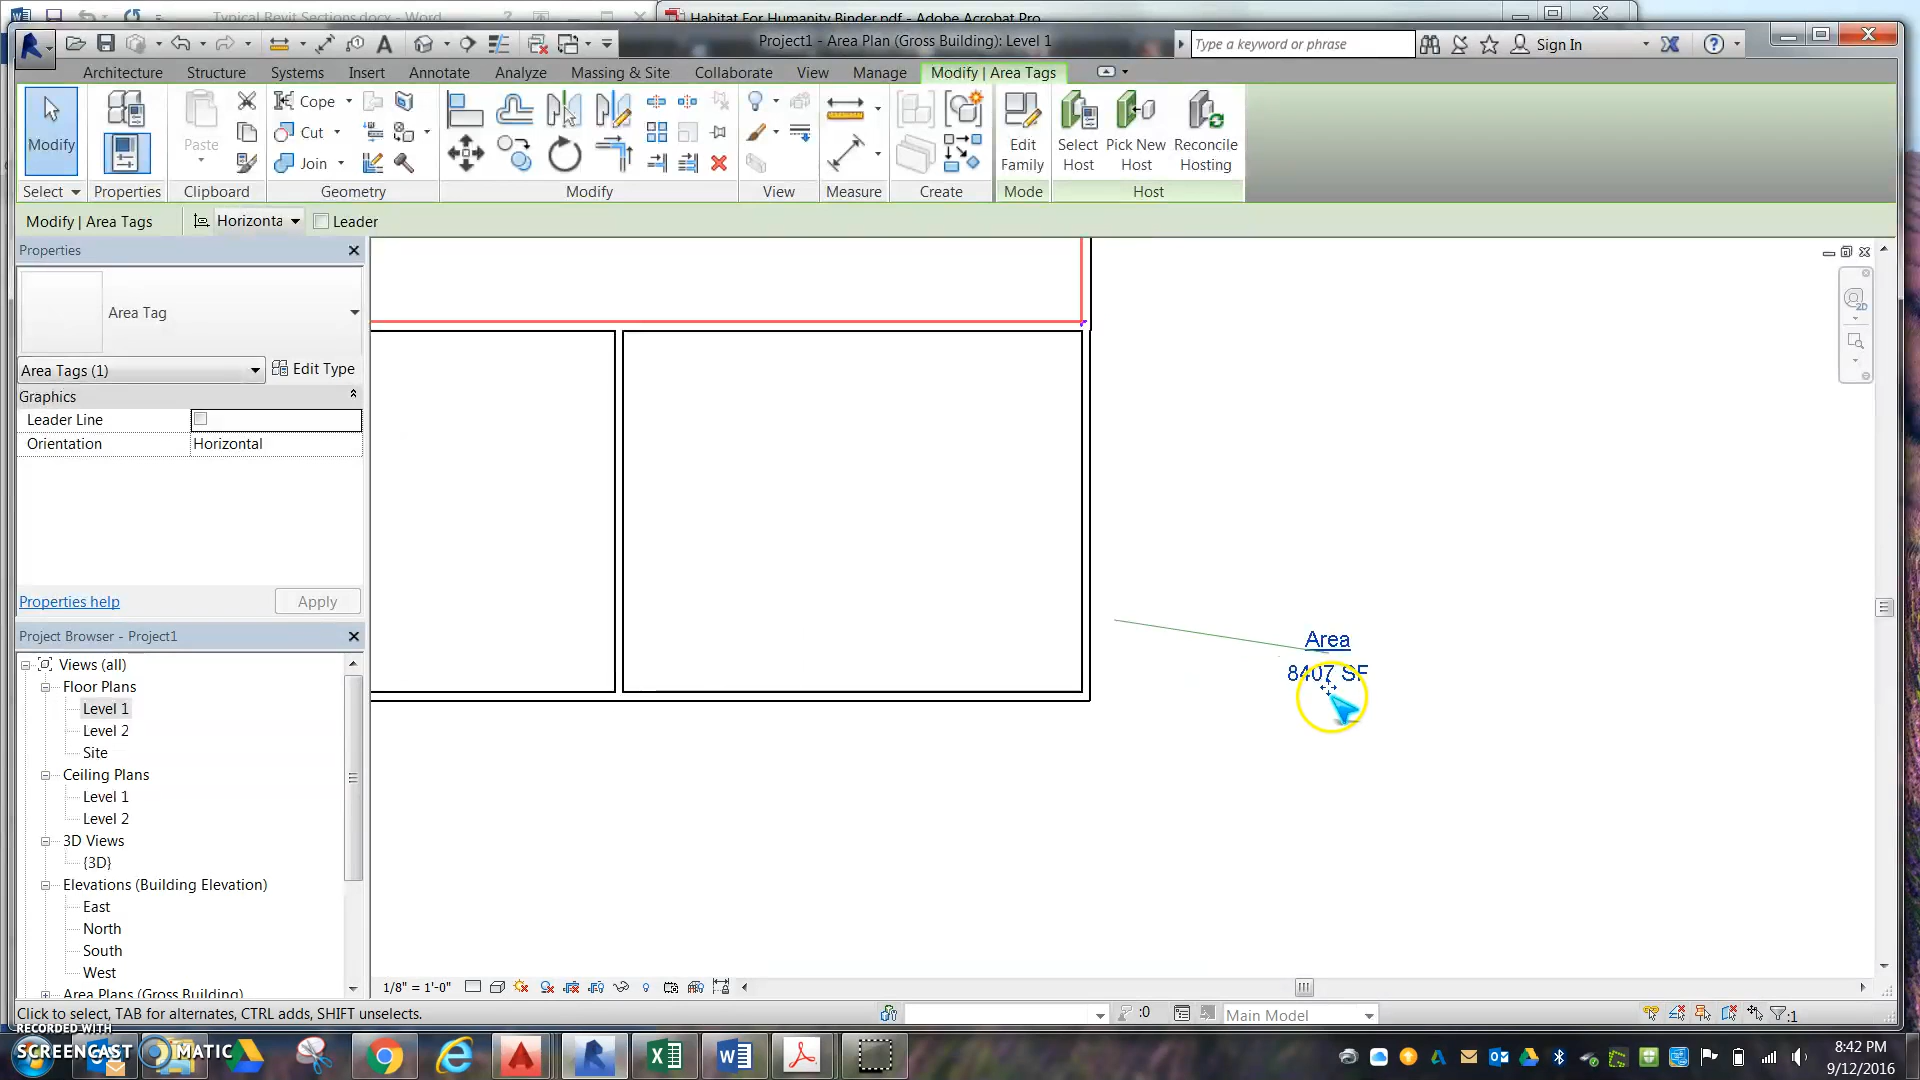 Typical Revit Sections.docx - Word
Habitat For Humanity Binder.pdf - Adobe Acrobat Pro
Project1 - Area Plan (Gross Building): Level 1
Type a keyword or phrase
Sign In
Architecture Structure Systems Insert Annotate Analyze Massing & Site Collaborate View Manage Modify | Area Tags
Modify
Paste
Cope
Cut
Join
Edit Family
Select Host
Pick New Host
Reconcile Hosting
Select Properties Clipboard Geometry Modify View Measure Create Mode Host
Modify | Area Tags
Horizonta
Leader
Properties
Area Tag
Area Tags (1)
Edit Type
Graphics
Leader Line
Orientation Horizontal
Properties help
Apply
Project Browser - Project1
Views (all)
Floor Plans
Level 1
Level 2
Site
Ceiling Plans
Level 1
Level 2
3D Views
{3D}
Elevations (Building Elevation)
East
North
South
West
Area Plans (Gross Building)
Area
8407 SF
2D
1/8" = 1'-0"
Click to select, TAB for alternates, CTRL adds, SHIFT unselects.
:0
Main Model
:1
RECORDED WITH
SCREENCAST MATIC
8:42 PM
9/12/2016